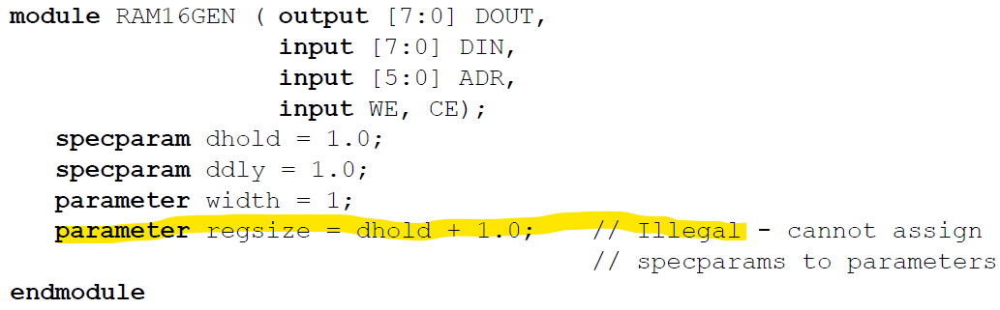 module RAM16GEN ( output [7:0] DOUT,
input [7:0] DIN,
input [5:0] ADR,
input WE, CE);
specparam dhold = 1.0;
specparam ddly = 1.0;
parameter width = 1;
parameter regsize = dhold + 1.0; // Illegal - cannot assign
// specparams to parameters
endmodule